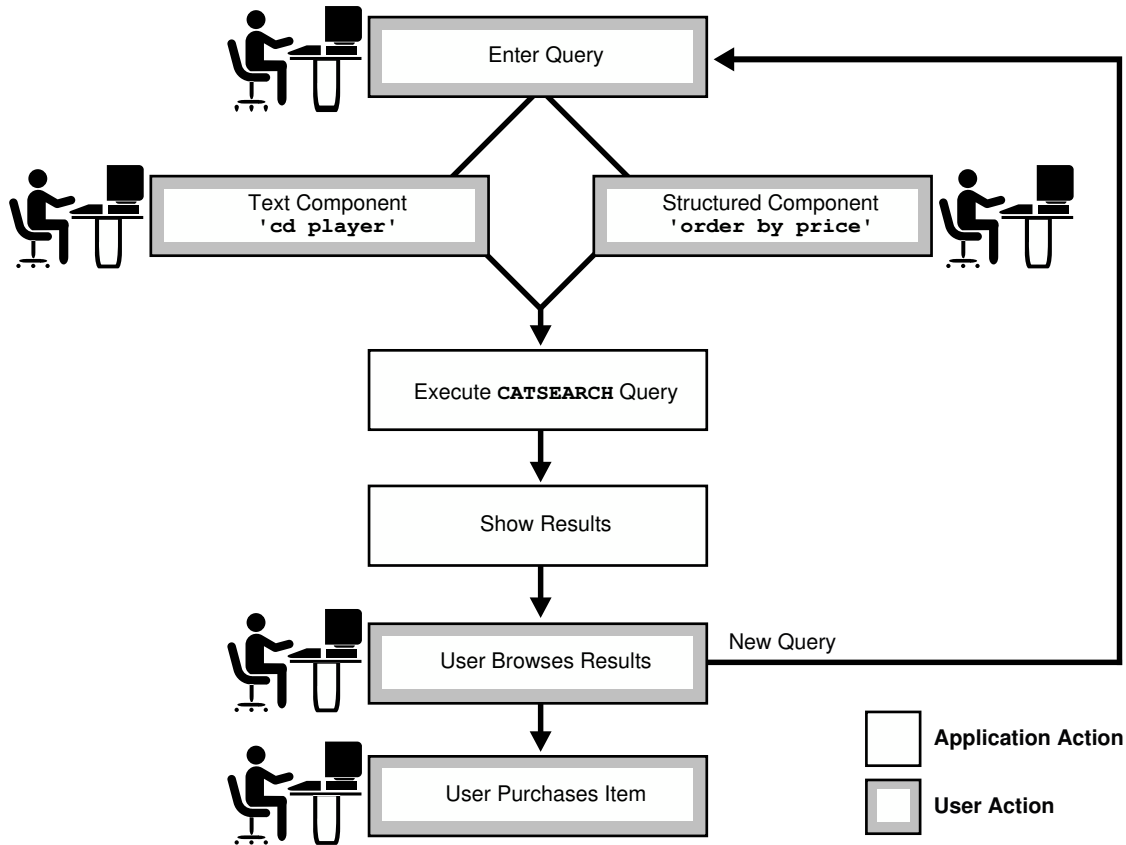 Enter Query
Text Component
'cd player'
Structured Component
'order by price'
Execute CATSEARCH Query
Show Results
User Browses Results
New Query
User Purchases Item
Application Action
User Action